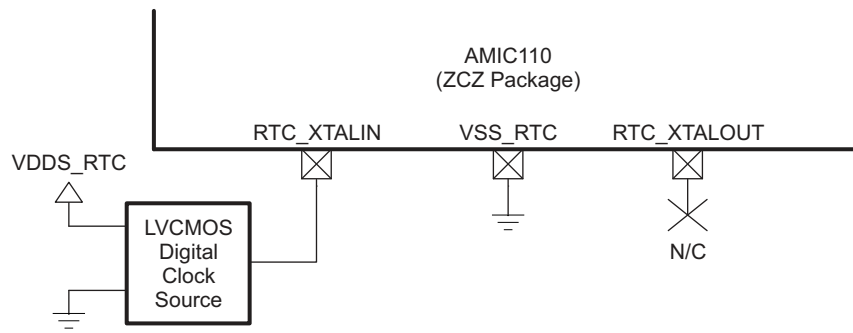 AMIC110
(ZCZ Package)
RTC_XTALIN
VSS_RTC
RTC_XTALOUT
VDDS_RTC
LVCMOS
Digital
Clock
Source
N/C